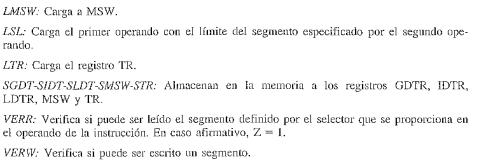 LMSW: Carga a MSW.
LSL: Carga el primer operando con el límite del segmento especificado por el segundo ope-
rando.
LTR: Carga el registro TR.
SGDT-SIDT-SLDT-SMSW-STR: Almacenan en la memoria a los registros GDTR, IDTR,
LDTR, MSW y TR.
VERR: Verifica si puede ser leído el segmento definido por el selector que se proporciona en
el operando de la instrucción. En caso afirmativo, Z = 1.
VERW: Verifica si puede ser escrito un segmento.